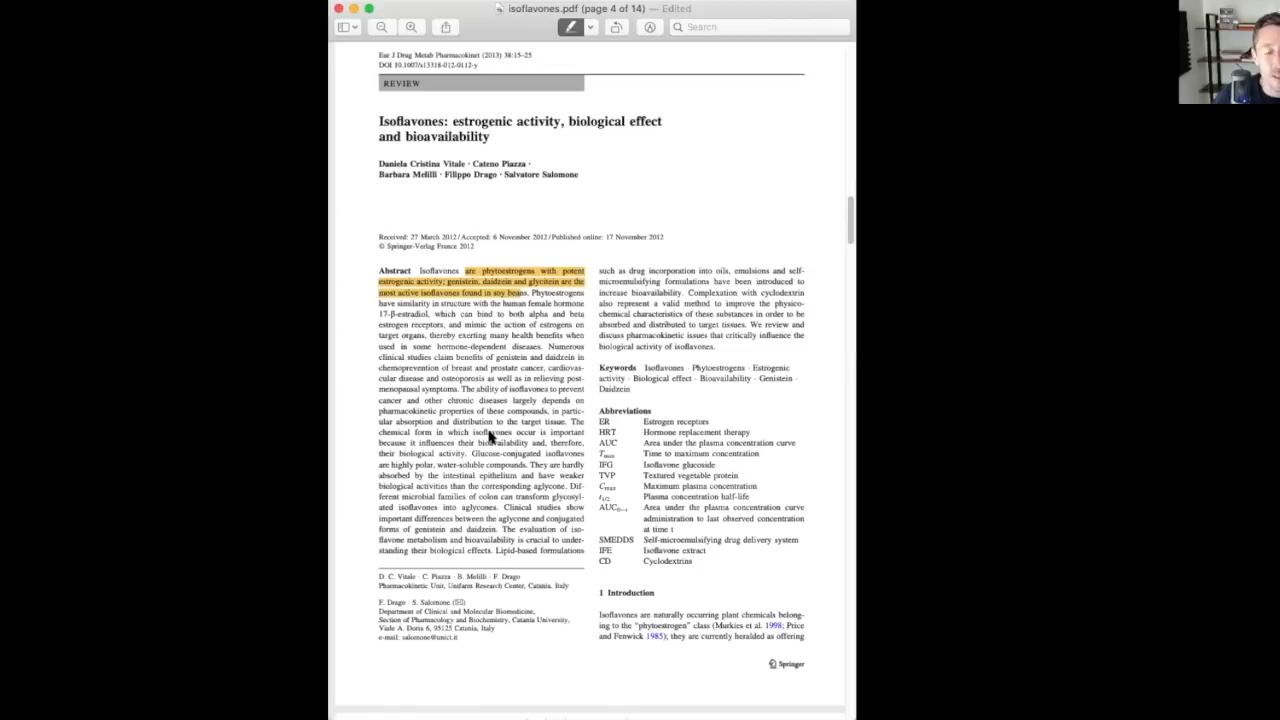 isoflavones.pdf (page 4 of 14) — Edited
Search
Eur J Drug Metab Pharmacokinet (2013) 38:15–25
DOI 10.1007/s13318-012-0112-y
REVIEW
Isoflavones: estrogenic activity, biological effect
and bioavailability
Daniela Cristina Vitale · Cateno Piazza ·
Barbara Melilli · Filippo Drago · Salvatore Salomone
Received: 27 March 2012 / Accepted: 6 November 2012 / Published online: 17 November 2012
© Springer-Verlag France 2012
Abstract Isoflavones are phytoestrogens with potent
estrogenic activity; genistein, daidzein and glycitein are the
most active isoflavones found in soy beans. Phytoestrogens
have similarity in structure with the human female hormone
17-β-estradiol, which can bind to both alpha and beta
estrogen receptors, and mimic the action of estrogens on
target organs, thereby exerting many health benefits when
used in some hormone-dependent diseases. Numerous
clinical studies claim benefits of genistein and daidzein in
chemoprevention of breast and prostate cancer, cardiovas-
cular disease and osteoporosis as well as in relieving post-
menopausal symptoms. The ability of isoflavones to prevent
cancer and other chronic diseases largely depends on
pharmacokinetic properties of these compounds, in partic-
ular absorption and distribution to the target tissue. The
chemical form in which isoflavones occur is important
because it influences their bioavailability and, therefore,
their biological activity. Glucose-conjugated isoflavones
are highly polar, water-soluble compounds. They are hardly
absorbed by the intestinal epithelium and have weaker
biological activities than the corresponding aglycone. Dif-
ferent microbial families of colon can transform glycosyl-
ated isoflavones into aglycones. Clinical studies show
important differences between the aglycone and conjugated
forms of genistein and daidzein. The evaluation of iso-
flavone metabolism and bioavailability is crucial to under-
standing their biological effects. Lipid-based formulations
D. C. Vitale · C. Piazza · B. Melilli · F. Drago
Pharmacokinetic Unit, Unifarm Research Center, Catania, Italy
F. Drago · S. Salomone (✉)
Department of Clinical and Molecular Biomedicine,
Section of Pharmacology and Biochemistry, Catania University,
Viale A. Doria 6, 95125 Catania, Italy
e-mail: salomone@unict.it
such as drug incorporation into oils, emulsions and self-
microemulsifying formulations have been introduced to
increase bioavailability. Complexation with cyclodextrin
also represent a valid method to improve the physico-
chemical characteristics of these substances in order to be
absorbed and distributed to target tissues. We review and
discuss pharmacokinetic issues that critically influence the
biological activity of isoflavones.
Keywords Isoflavones · Phytoestrogens · Estrogenic
activity · Biological effect · Bioavailability · Genistein ·
Daidzein
Abbreviations
ER Estrogen receptors
HRT Hormone replacement therapy
AUC Area under the plasma concentration curve
Tmax Time to maximum concentration
IFG Isoflavone glucoside
TVP Textured vegetable protein
Cmax Maximum plasma concentration
t1/2 Plasma concentration half-life
AUC0–t Area under the plasma concentration curve
administration to last observed concentration
at time t
SMEDDS Self-microemulsifying drug delivery system
IFE Isoflavone extract
CD Cyclodextrins
1 Introduction
Isoflavones are naturally occurring plant chemicals belong-
ing to the “phytoestrogen” class (Murkies et al. 1998; Price
and Fenwick 1985); they are currently heralded as offering
Springer